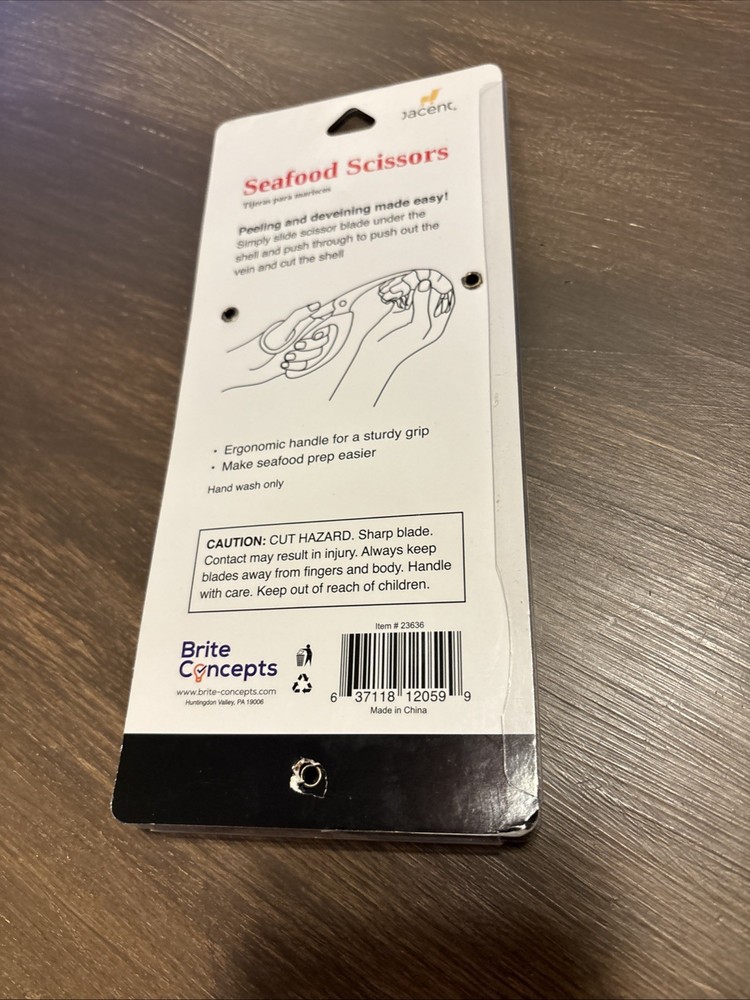 Jacent
Seafood Scissors
Tijeras para mariscos
Peeling and deveining made easy!
Simply slide scissor blade under the
shell and push through to push out the
vein and cut the shell
• Ergonomic handle for a sturdy grip
• Make seafood prep easier
Hand wash only
CAUTION: CUT HAZARD. Sharp blade.
Contact may result in injury. Always keep
blades away from fingers and body. Handle
with care. Keep out of reach of children.
Item # 23636
Brite
Concepts
www.brite-concepts.com
Huntingdon Valley, PA 19006
6 37118 12059 9
Made in China